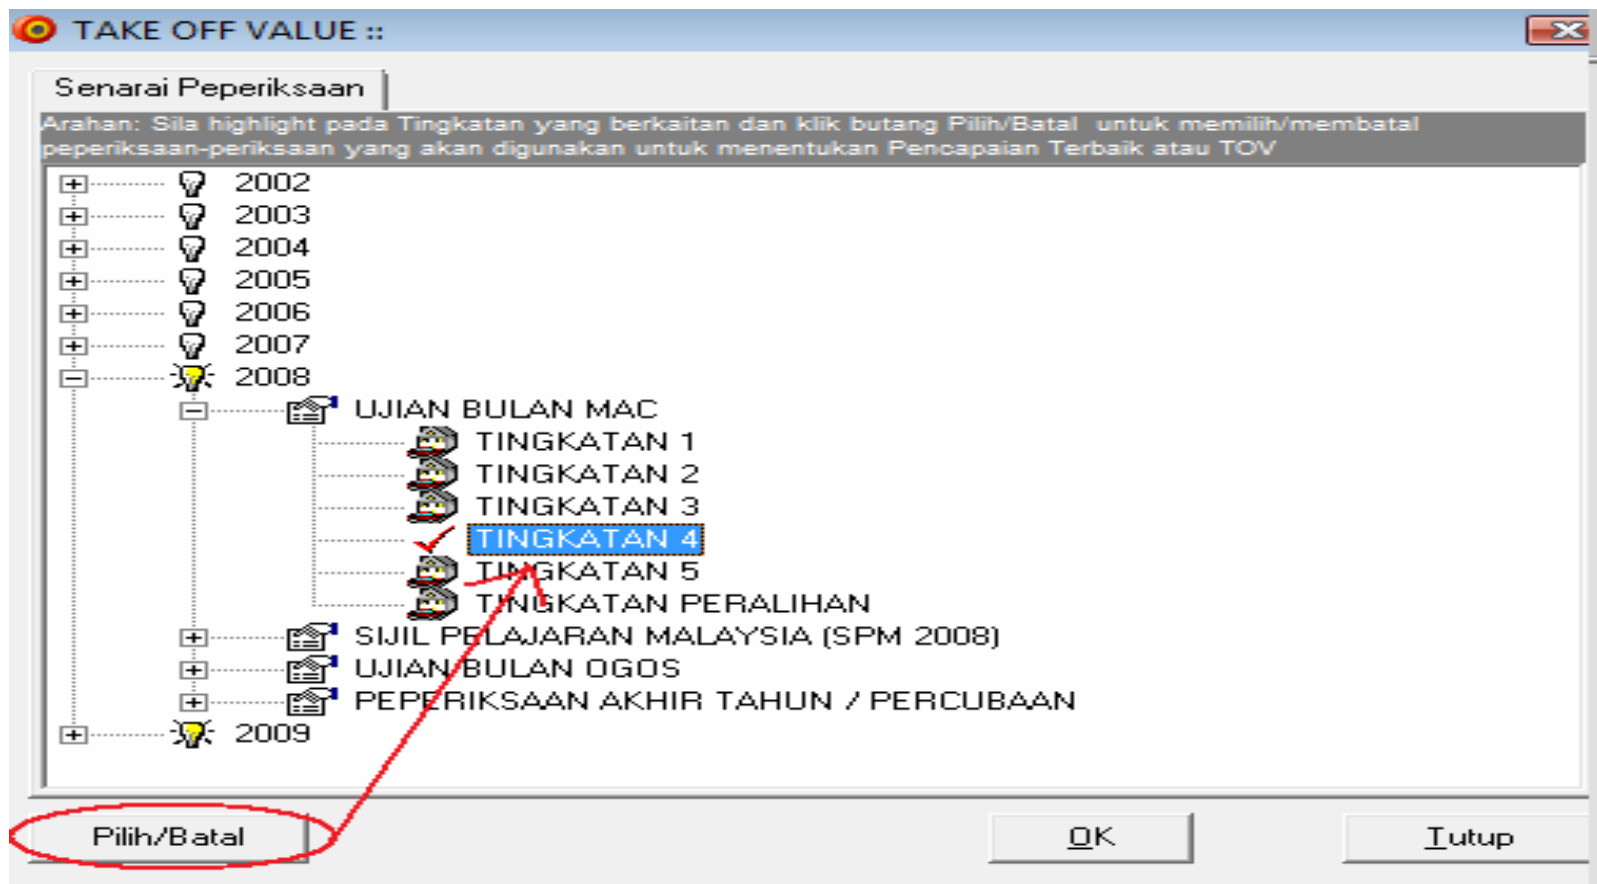 TAKE OFF VALUE ::
Senarai Peperiksaan
Arahan: Sila highlight pada Tingkatan yang berkaitan dan klik butang Pilih/Batal untuk memilih/membatal
peperiksaan-periksaan yang akan digunakan untuk menentukan Pencapaian Terbaik atau TOV
2002
2003
2004
2005
2006
2007
2008
UJIAN BULAN MAC
TINGKATAN 1
TINGKATAN 2
TINGKATAN 3
TINGKATAN 4
TINGKATAN 5
TINGKATAN PERALIHAN
SIJIL PELAJARAN MALAYSIA (SPM 2008)
UJIAN BULAN OGOS
PEPERIKSAAN AKHIR TAHUN / PERCUBAAN
2009
Pilih/Batal OK Tutup